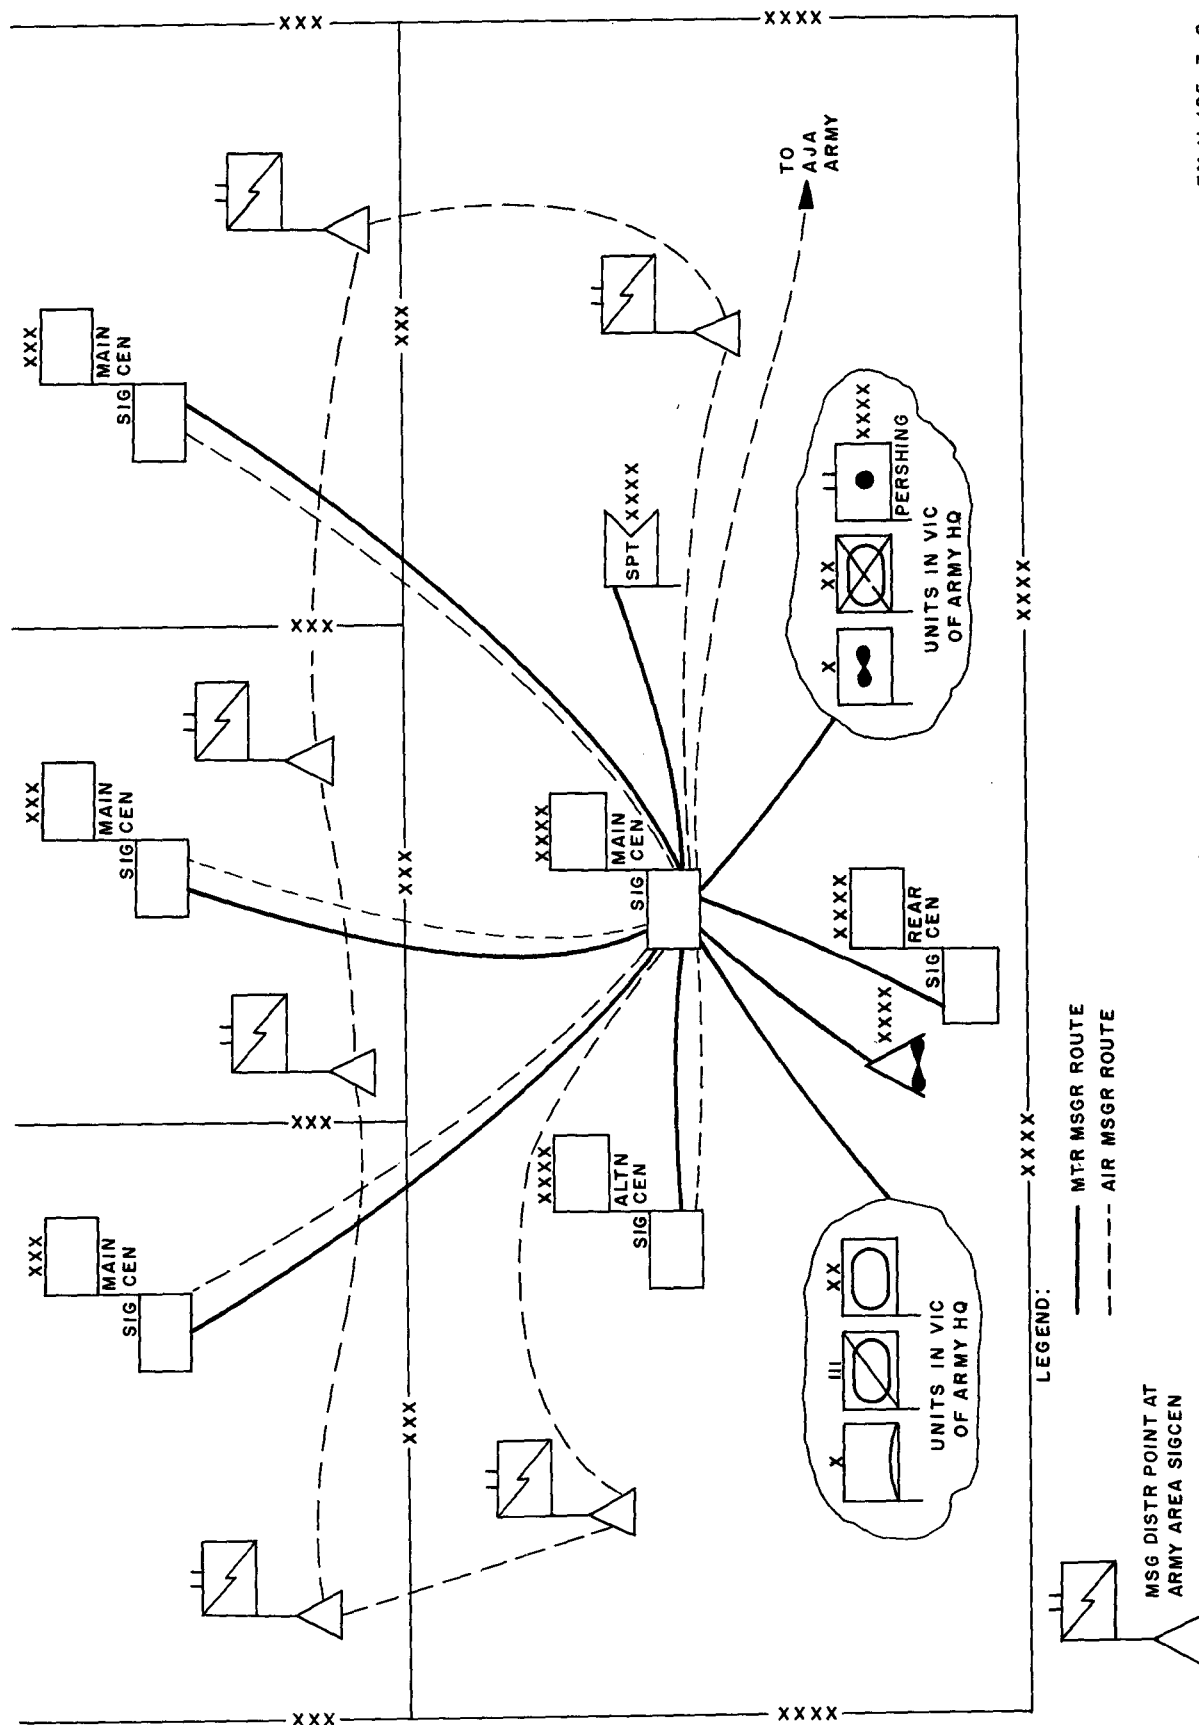 XXX
MAIN
CEN
SIG
XXX
MAIN
CEN
SIG
XXX
MAIN
CEN
SIG
XXX
XXX
XXX
XXX
XXX
XXX
XXX
XXXX
ALTN
CEN
SIG
XXXX
MAIN
CEN
SIG
SPT
XXXX
TO
AJA
ARMY
XXXX
XXXX
X
III
XX
UNITS IN VIC
OF ARMY HQ
XXXX
XXXX
REAR
CEN
SIG
X
XX
XXXX
PERSHING
UNITS IN VIC
OF ARMY HQ
XXXX
XXXX
LEGEND:
MTR MSGR ROUTE
AIR MSGR ROUTE
MSG DISTR POINT AT
ARMY AREA SIGCEN